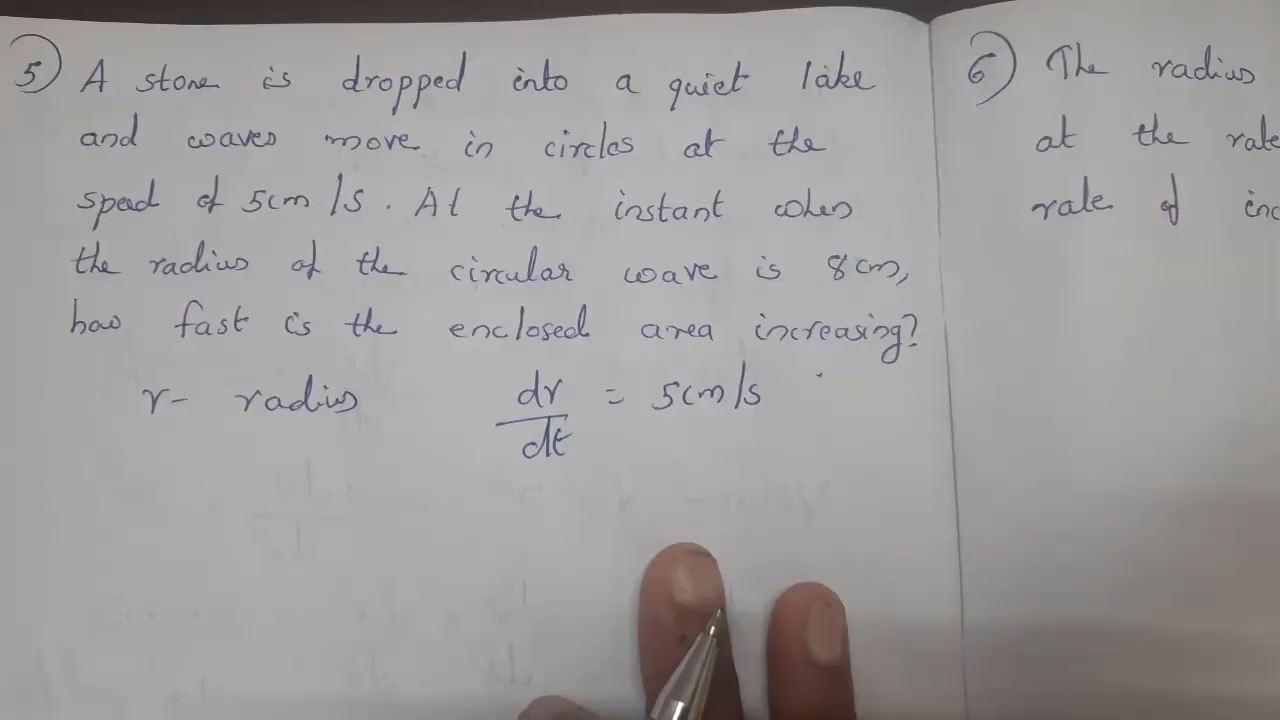 5) A stone is dropped into a quiet lake
and waves move in circles at the
speed of 5cm/s. At the instant when
the radius of the circular wave is 8cm,
how fast is the enclosed area increasing?
r- radius dr/dt = 5cm/s
6) The radius
at the rate
rate of inc